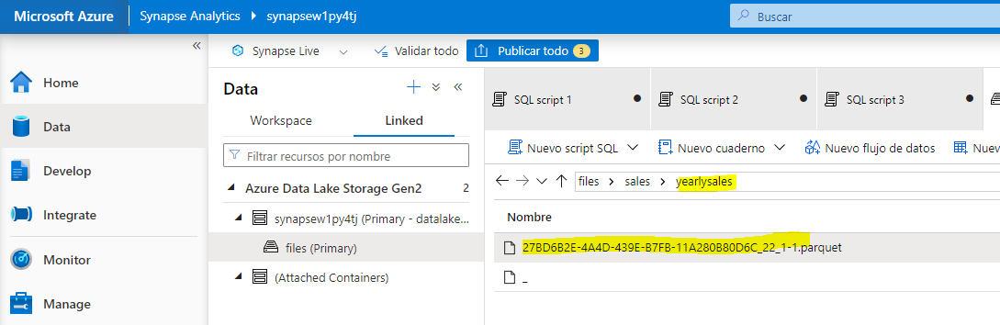 Microsoft Azure Synapse Analytics synapsew1py4tj Buscar
Synapse Live Validar todo Publicar todo 3
Home
Data
Develop
Integrate
Monitor
Manage
Data
Workspace Linked
Filtrar recursos por nombre
Azure Data Lake Storage Gen2 2
synapsew1py4tj (Primary - datalake...
files (Primary)
(Attached Containers)
SQL script 1 SQL script 2 SQL script 3
Nuevo script SQL Nuevo cuaderno Nuevo flujo de datos Nuev
files sales yearlysales
Nombre
27BD6B2E-4A4D-439E-B7FB-11A280B80D6C_22_1-1.parquet
_